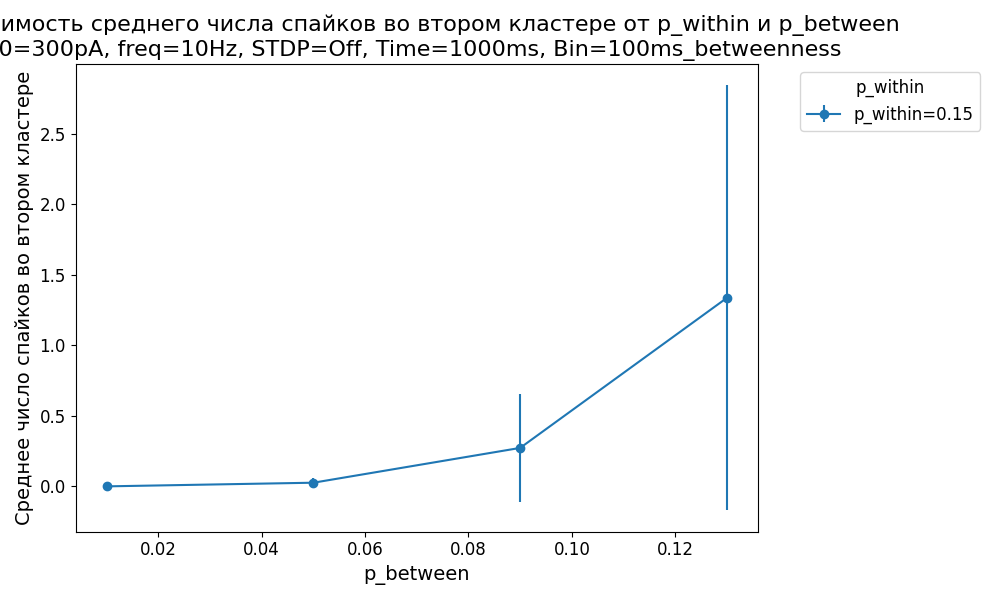 имость среднего числа спайков во втором кластере от p_within и p_between
0=300pA, freq=10Hz, STDP=Off, Time=1000ms, Bin=100ms_betweenness
Среднее число спайков во втором кластере
2.5
2.0
1.5
1.0
0.5
0.0
0.02
0.04
0.06
0.08
0.10
0.12
p_between
p_within
p_within=0.15